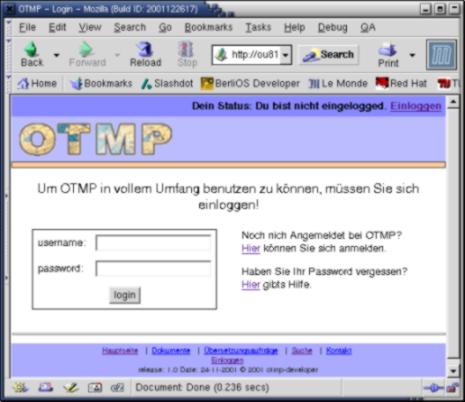 OTMP - Login - Mozilla {Build ID: 2001122617}
File Edit View Search Go Bookmarks Tasks Help Debug QA
Back Forward Reload Stop http://ou81 Search Print
Home Bookmarks Slashdot BerliOS Developer Le Monde Red Hat
Dein Status: Du bist nicht eingelogged. Einloggen
OTMP
Um OTMP in vollem Umfang benutzen zu können, müssen Sie sich
einloggen!
username:
password:
login
Noch nich Angemeldet bei OTMP?
Hier können Sie sich anmelden.
Haben Sie Ihr Password vergessen?
Hier gibts Hilfe.
Hauptseite | Dokumente | Übersetzungsaufträge | Suche | Kontakt
Einloggen
release: 1.0 Date: 24-11-2001 © 2001 otmp-developer
Document: Done (0.236 secs)